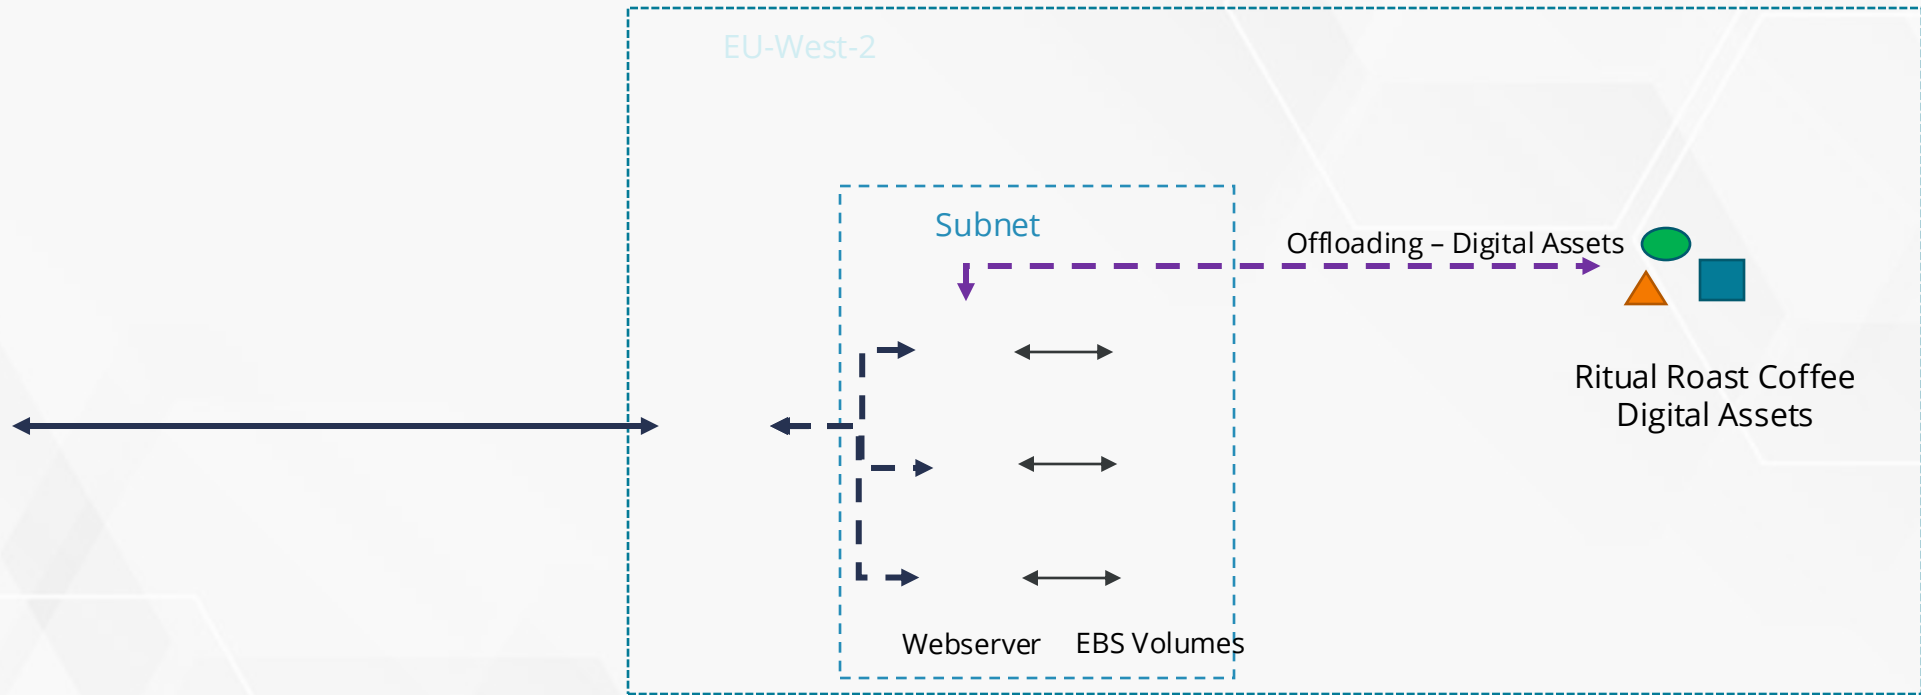 EU-West-2
Subnet
Offloading – Digital Assets
Ritual Roast Coffee
Digital Assets
Webserver
EBS Volumes